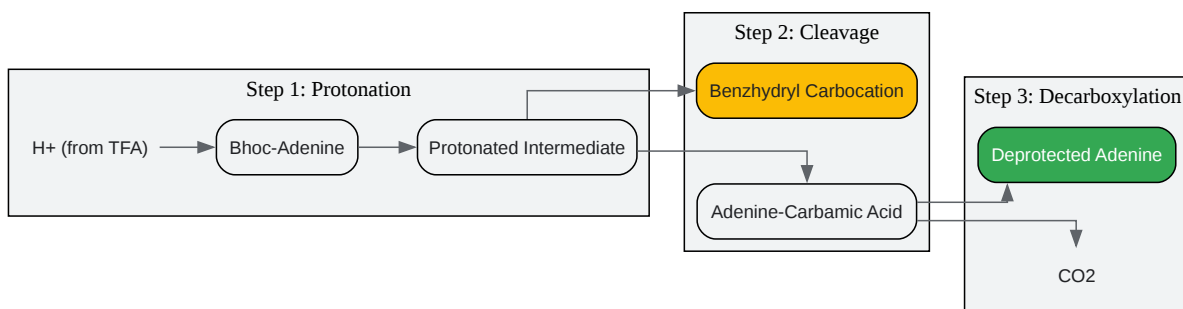 Step 1: Protonation
H+ (from TFA)
Bhoc-Adenine
Protonated Intermediate
Step 2: Cleavage
Benzhydryl Carbocation
Adenine-Carbamic Acid
Step 3: Decarboxylation
Deprotected Adenine
CO2